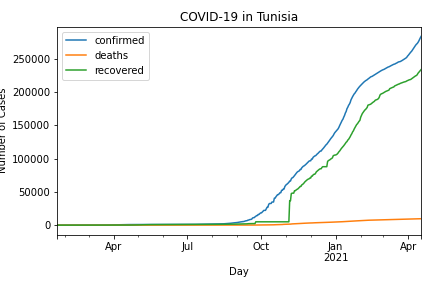 COVID-19 in Tunisia
confirmed
deaths
recovered
Number of Cases
250000
200000
150000
100000
50000
0
Apr
Jul
Oct
Jan
2021
Apr
Day